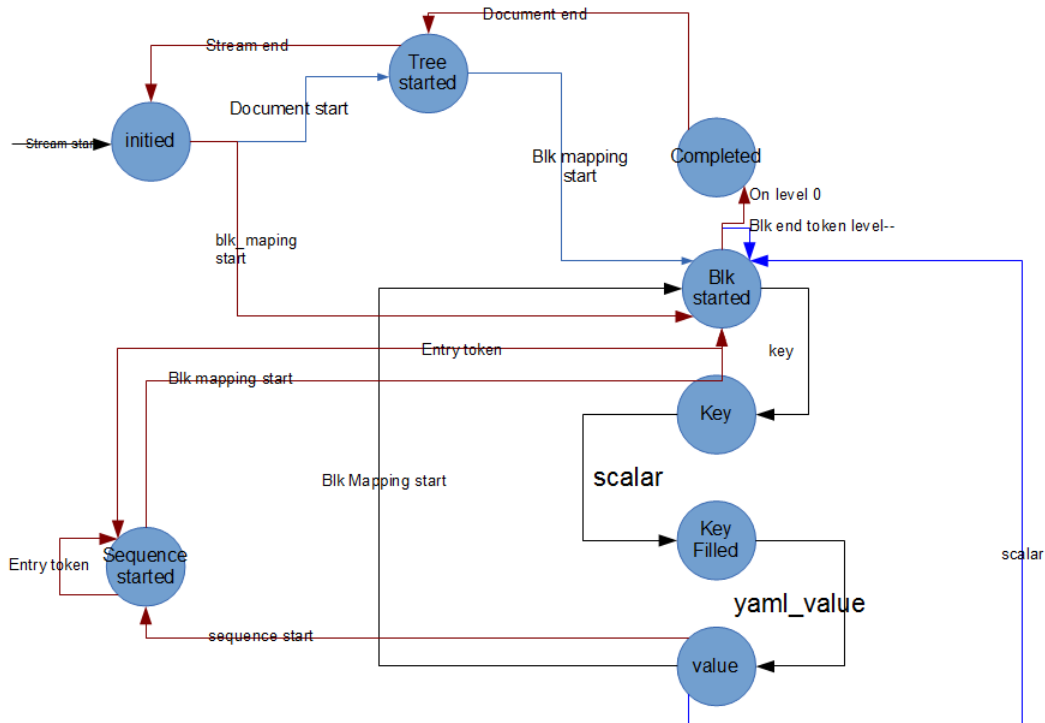 Document end
Stream end
Tree
started
Document start
initied
Stream start
Blk mapping
start
Completed
On level 0
Blk end token level--
blk_maping
start
Blk
started
Entry token
key
Blk mapping start
Key
scalar
Blk Mapping start
Key
Filled
Sequence
started
Entry token
scalar
yaml_value
sequence start
value